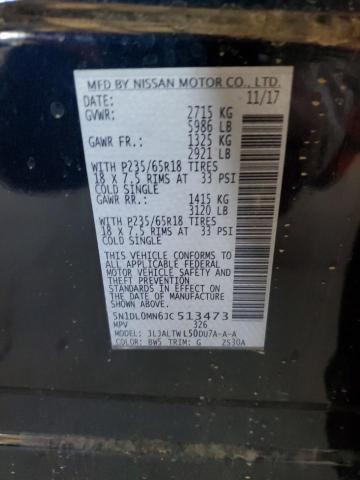 MFD BY NISSAN MOTOR CO., LTD.
DATE: 11/17
GVWR: 2715 KG
5986 LB
GAWR FR.: 1325 KG
2921 LB
WITH P235/65R18 TIRES
18 X 7.5 RIMS AT 33 PSI
COLD SINGLE
GAWR RR.: 1415 KG
3120 LB
WITH P235/65R18 TIRES
18 X 7.5 RIMS AT 33 PSI
COLD SINGLE
THIS VEHICLE CONFORMS TO
ALL APPLICABLE FEDERAL
MOTOR VEHICLE SAFETY
AND THEFT PREVENTION
STANDARDS IN EFFECT ON
THE DATE OF MANUFACTURE
SHOWN ABOVE.
5N1DL0MN6JC513473
MPV 326
MODEL: JLJALTWL50DU7A-A-A
COLOR: BW5 TRIM: G 2S30A